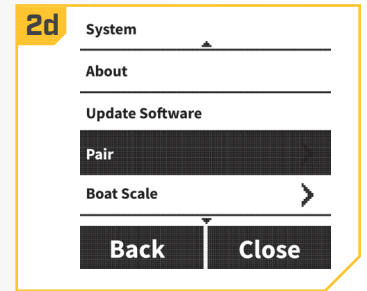 2d
System
About
Update Software
Pair
Boat Scale
Back Close